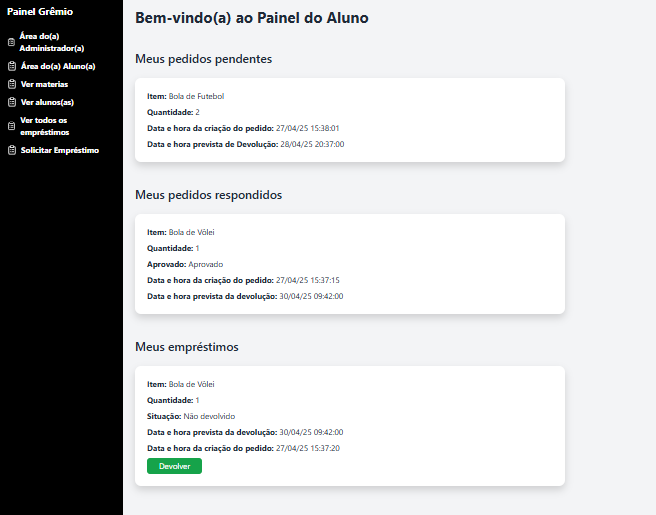 Painel Grêmio
Área do(a)
Administrador(a)
Área do(a) Aluno(a)
Ver materias
Ver alunos(as)
Ver todos os
empréstimos
Solicitar Empréstimo
Bem-vindo(a) ao Painel do Aluno
Meus pedidos pendentes
Item: Bola de Futebol
Quantidade: 2
Data e hora da criação do pedido: 27/04/25 15:38:01
Data e hora prevista de Devolução: 28/04/25 20:37:00
Meus pedidos respondidos
Item: Bola de Vôlei
Quantidade: 1
Aprovado: Aprovado
Data e hora da criação do pedido: 27/04/25 15:37:15
Data e hora prevista da devolução: 30/04/25 09:42:00
Meus empréstimos
Item: Bola de Vôlei
Quantidade: 1
Situação: Não devolvido
Data e hora prevista da devolução: 30/04/25 09:42:00
Data e hora da criação do pedido: 27/04/25 15:37:20
Devolver